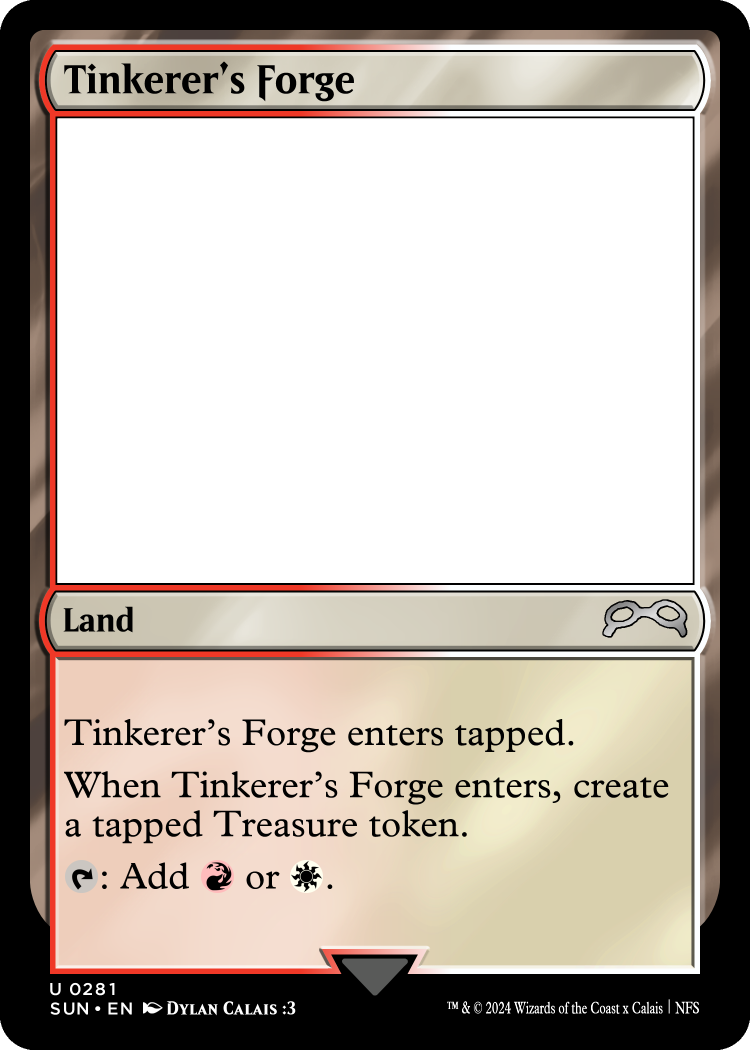 Tinkerer's Forge
Land
Tinkerer's Forge enters tapped.
When Tinkerer's Forge enters, create
a tapped Treasure token.
: Add or .
U 0281
SUN • EN Dylan Calais :3
™ & © 2024 Wizards of the Coast x Calais | NFS